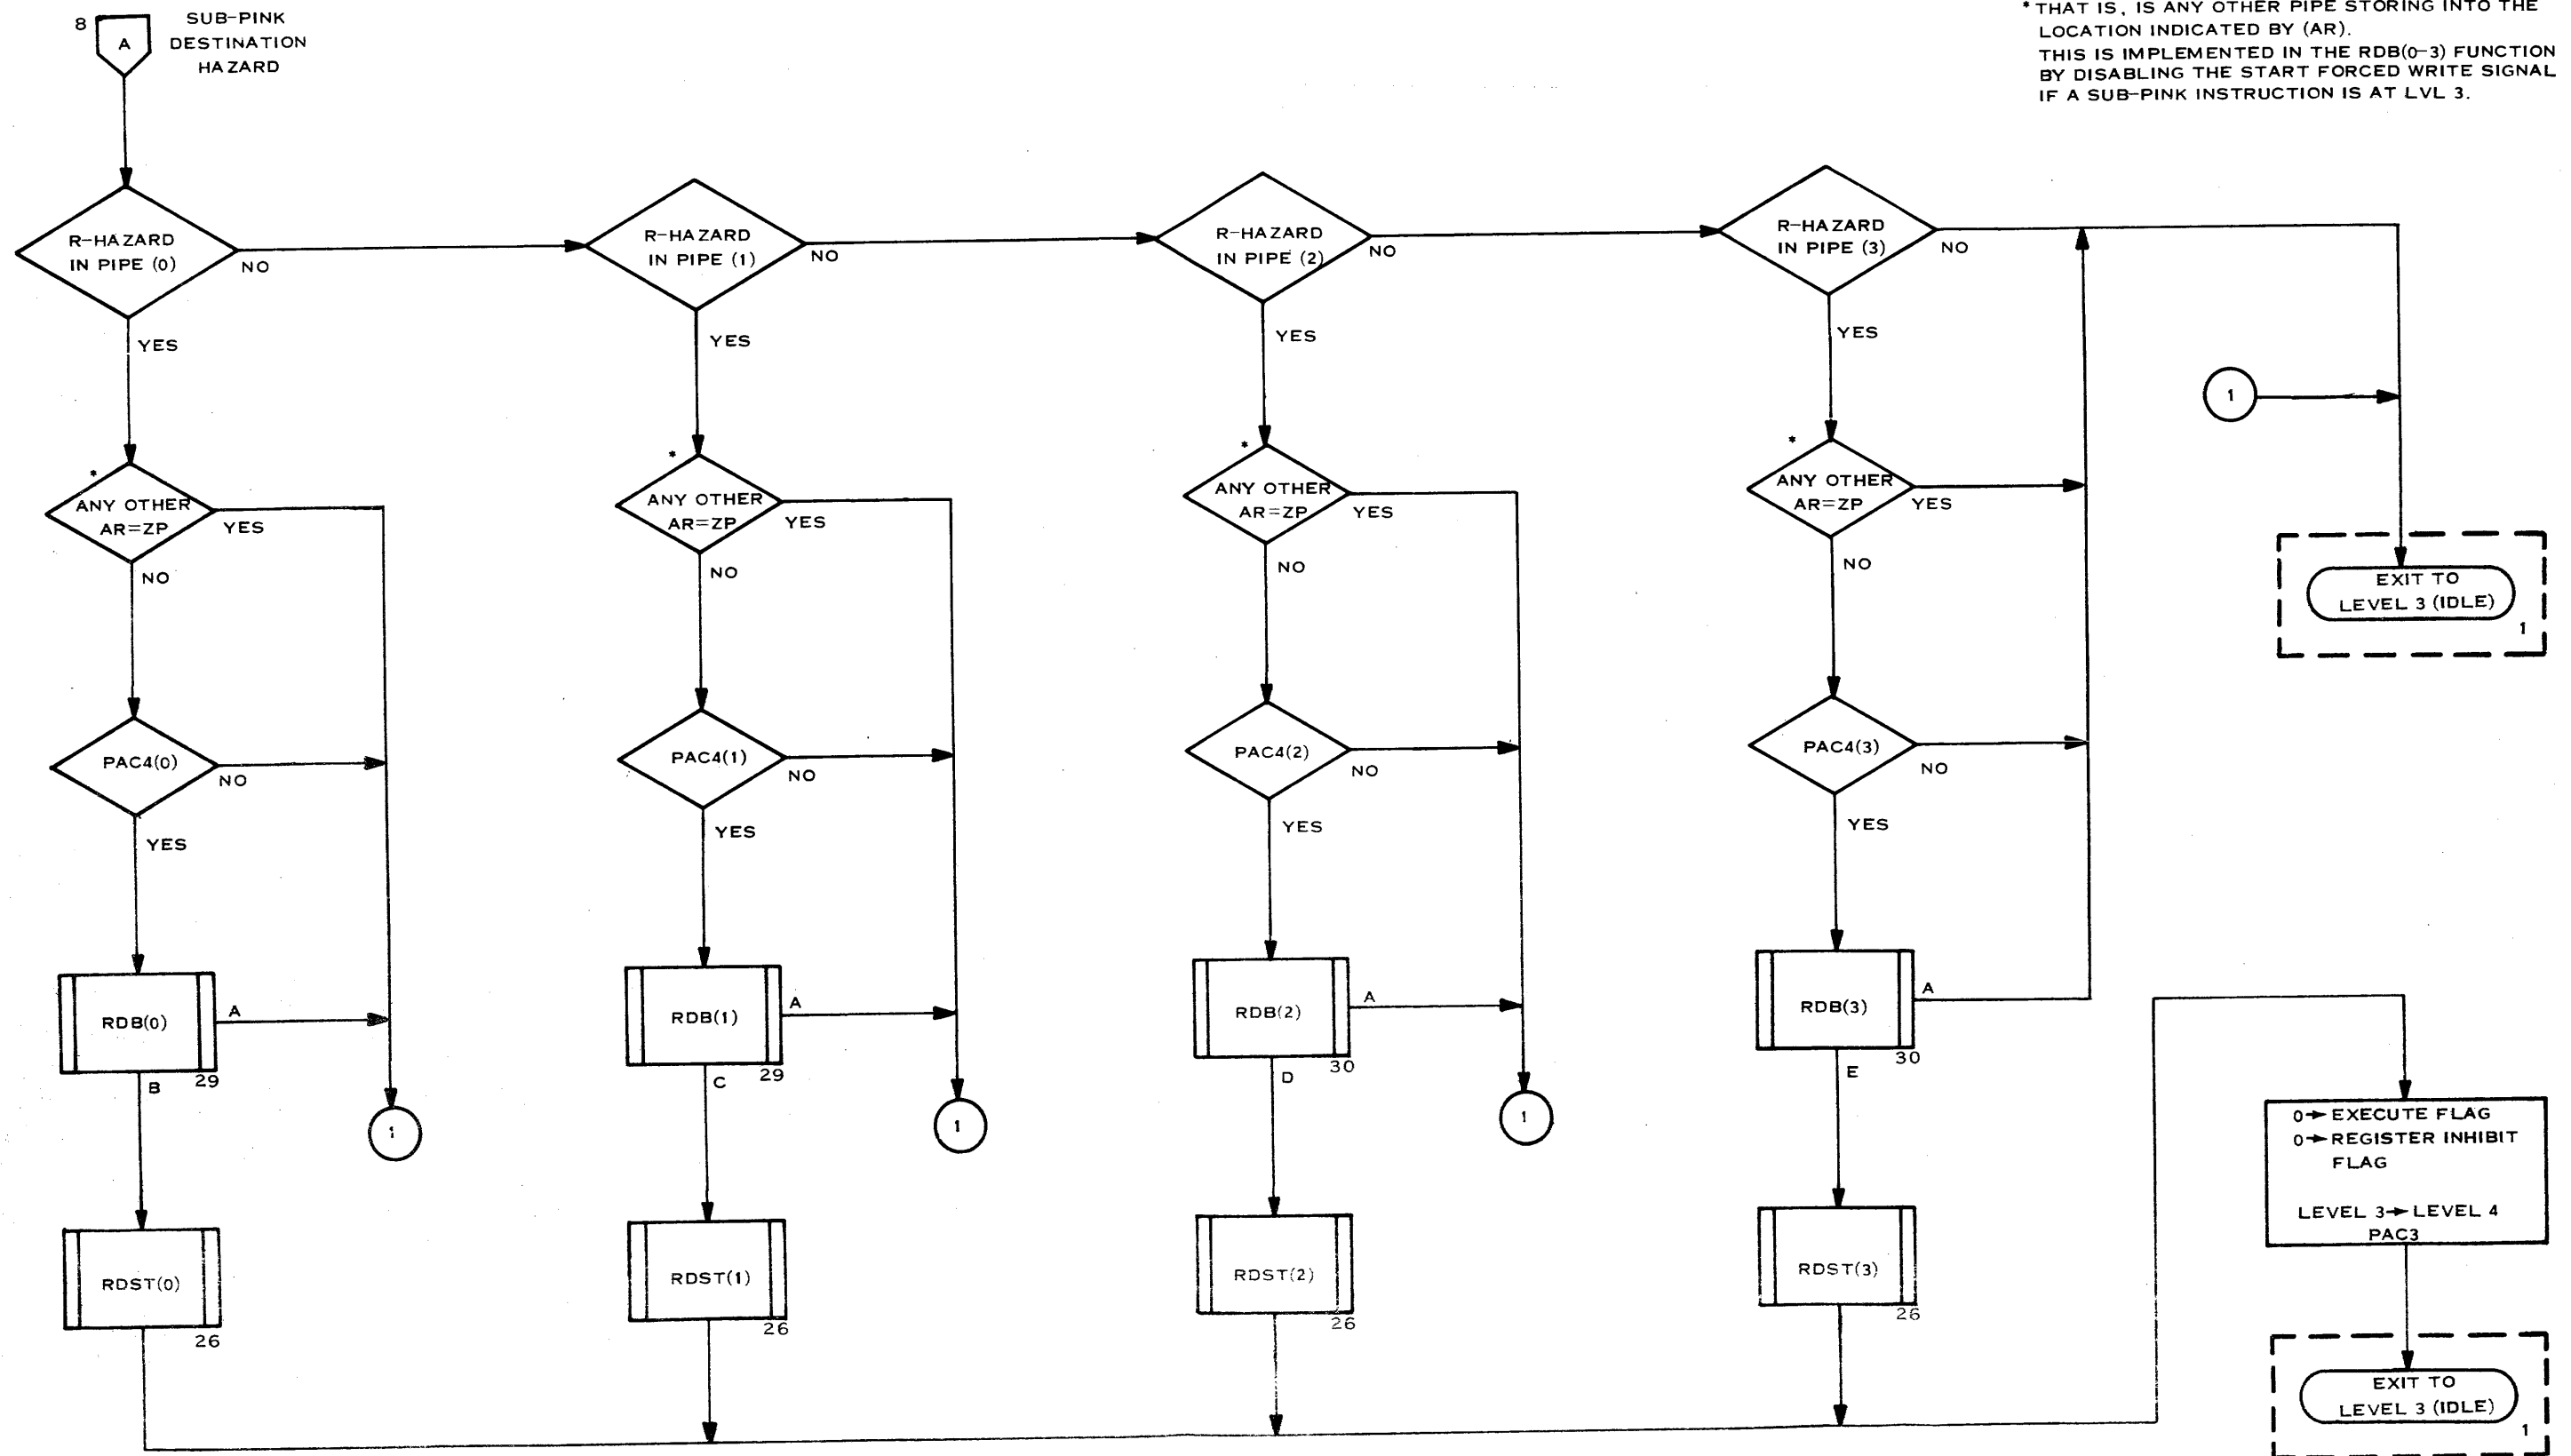 8
A
SUB-PINK
DESTINATION
HAZARD
* THAT IS, IS ANY OTHER PIPE STORING INTO THE
LOCATION INDICATED BY (AR).
THIS IS IMPLEMENTED IN THE RDB(0-3) FUNCTION
BY DISABLING THE START FORCED WRITE SIGNAL
IF A SUB-PINK INSTRUCTION IS AT LVL 3.
R-HAZARD
IN PIPE (0)
NO
YES
R-HAZARD
IN PIPE (1)
NO
YES
R-HAZARD
IN PIPE (2)
NO
YES
R-HAZARD
IN PIPE (3)
NO
YES
1
*
ANY OTHER
AR=ZP
YES
NO
*
ANY OTHER
AR=ZP
YES
NO
*
ANY OTHER
AR=ZP
YES
NO
*
ANY OTHER
AR=ZP
YES
NO
EXIT TO
LEVEL 3 (IDLE)
1
PAC4(0)
NO
YES
PAC4(1)
NO
YES
PAC4(2)
NO
YES
PAC4(3)
NO
YES
RDB(0)
A
B
29
1
RDB(1)
A
C
29
1
RDB(2)
A
D
30
1
RDB(3)
A
E
30
0→EXECUTE FLAG
0→REGISTER INHIBIT
FLAG
LEVEL 3→LEVEL 4
PAC3
RDST(0)
26
RDST(1)
26
RDST(2)
26
RDST(3)
26
EXIT TO
LEVEL 3 (IDLE)
1